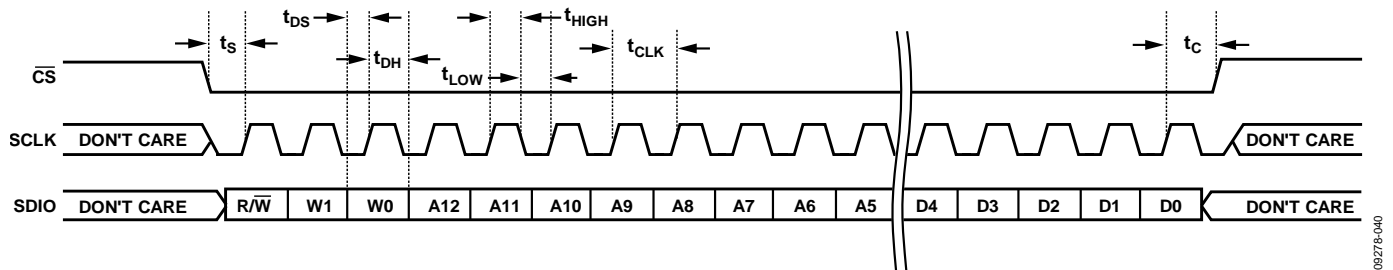 tDS
tHIGH
tS
tCLK
tC
tDH
tLOW
CS
SCLK DON'T CARE DON'T CARE
SDIO DON'T CARE R/W W1 W0 A12 A11 A10 A9 A8 A7 A6 A5 D4 D3 D2 D1 D0 DON'T CARE
09278-040